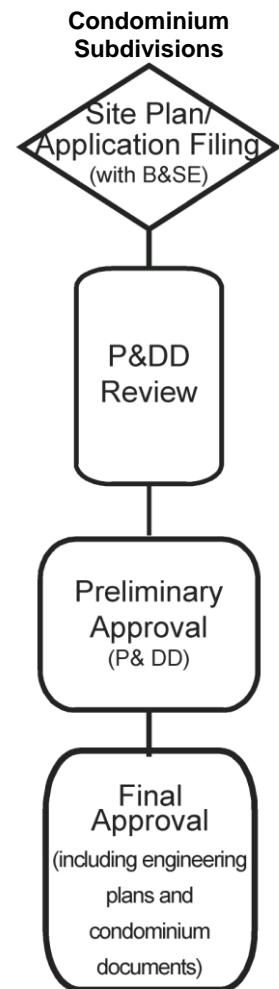 Condominium
Subdivisions
Site Plan/
Application Filing
(with B&SE)
P&DD
Review
Preliminary
Approval
(P& DD)
Final
Approval
(including engineering
plans and
condominium
documents)